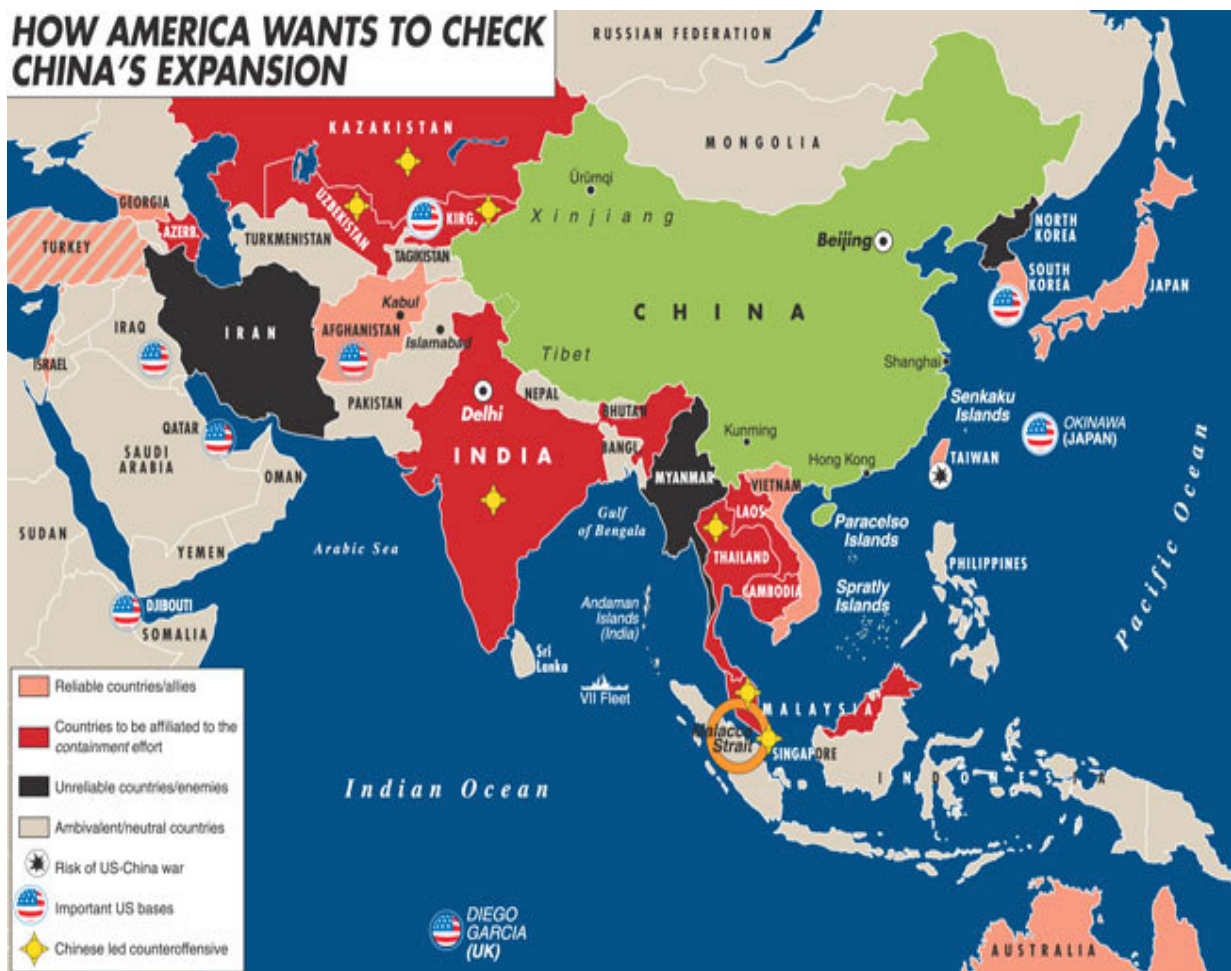 HOW AMERICA WANTS TO CHECK
CHINA'S EXPANSION
RUSSIAN FEDERATION
KAZAKISTAN
MONGOLIA
Ürümqi
Xinjiang
GEORGIA
AZERB.
UZBEKISTAN
KIRG.
TURKMENISTAN
TAGIKISTAN
TURKEY
Beijing
NORTH
KOREA
SOUTH
KOREA
JAPAN
CHINA
IRAQ
IRAN
Kabul
AFGHANISTAN
Islamabad
ISRAEL
Tibet
Shanghai
PAKISTAN
NEPAL
Delhi
BHUTAN
Senkaku
Islands
OKINAWA
(JAPAN)
QATAR
SAUDI
ARABIA
OMAN
INDIA
BANGL.
Kunming
Hong Kong
TAIWAN
MYANMAR
VIETNAM
LAOS
SUDAN
YEMEN
Arabic Sea
Gulf
of Bengala
THAILAND
Paracelso
Islands
PHILIPPINES
CAMBODIA
Spratly
Islands
Pacific Ocean
DJIBOUTI
SOMALIA
Andaman
Islands
(India)
Sri
Lanka
VII Fleet
MALAYSIA
Malacca
Strait
SINGAPORE
INDONESIA
Indian Ocean
Reliable countries/allies
Countries to be affiliated to the
containment effort
Unreliable countries/enemies
Ambivalent/neutral countries
Risk of US-China war
Important US bases
Chinese led counteroffensive
DIEGO
GARCIA
(UK)
AUSTRALIA